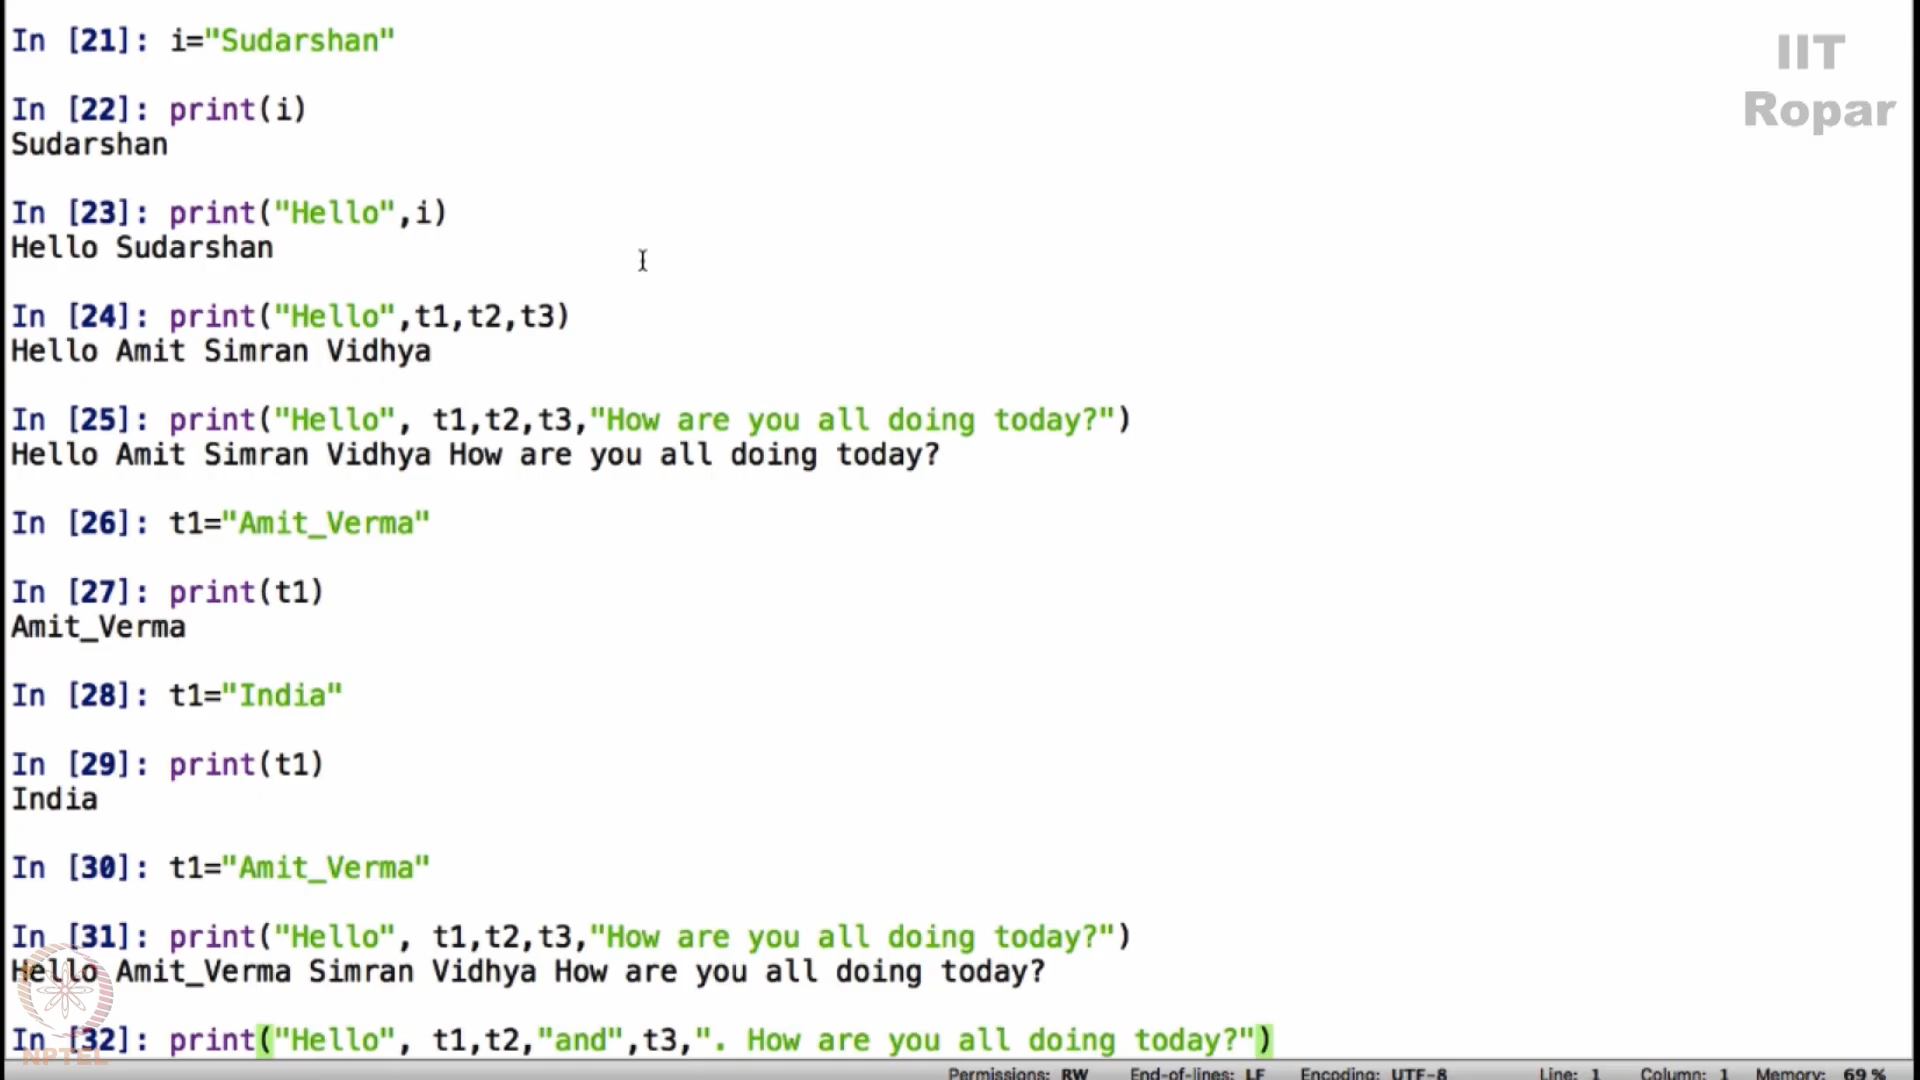 In [21]: i="Sudarshan"
IIT
Ropar
In [22]: print(i)
Sudarshan
In [23]: print("Hello",i)
Hello Sudarshan
In [24]: print("Hello",t1,t2,t3)
Hello Amit Simran Vidhya
In [25]: print("Hello", t1,t2,t3,"How are you all doing today?")
Hello Amit Simran Vidhya How are you all doing today?
In [26]: t1="Amit_Verma"
In [27]: print(t1)
Amit_Verma
In [28]: t1="India"
In [29]: print(t1)
India
In [30]: t1="Amit_Verma"
In [31]: print("Hello", t1,t2,t3,"How are you all doing today?")
Hello Amit_Verma Simran Vidhya How are you all doing today?
In [32]: print("Hello", t1,t2,"and",t3,". How are you all doing today?")
NPTEL
Permissions: RW End-of-lines: LF Encoding: UTF-8 Line: 1 Column: 1 Memory: 69 %